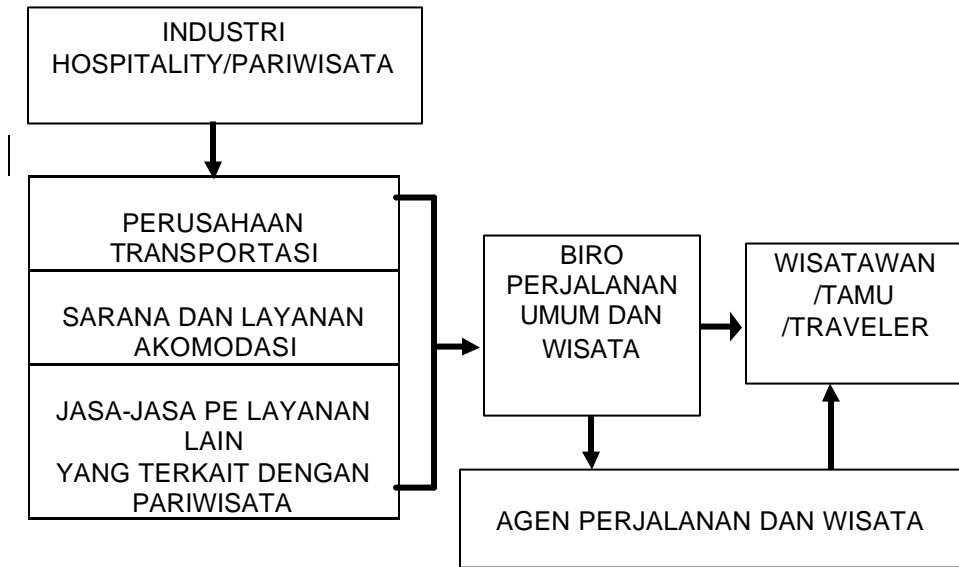 INDUSTRI
HOSPITALITY/PARIWISATA
PERUSAHAAN
TRANSPORTASI
SARANA DAN LAYANAN
AKOMODASI
JASA-JASA PE LAYANAN
LAIN
YANG TERKAIT DENGAN
PARIWISATA
BIRO
PERJALANAN
UMUM DAN
WISATA
WISATAWAN
/TAMU
/TRAVELER
AGEN PERJALANAN DAN WISATA